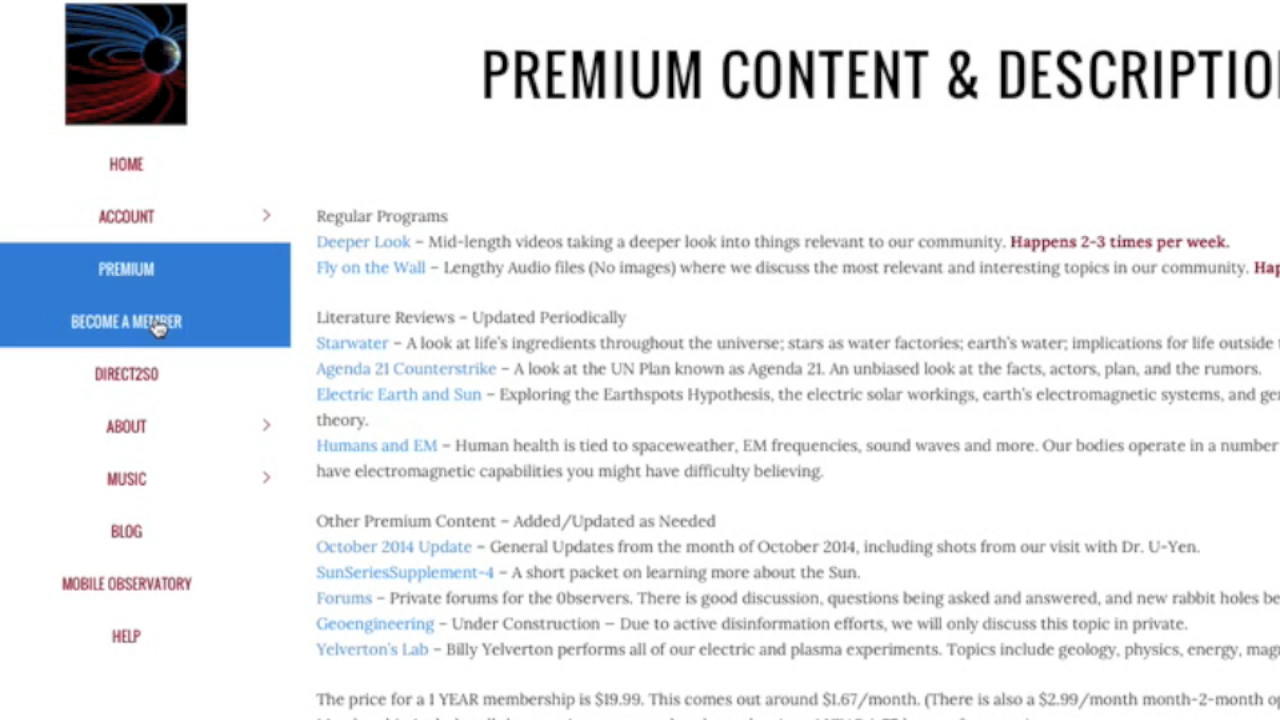 PREMIUM CONTENT & DESCRIPTIO
HOME
ACCOUNT
PREMIUM
BECOME A MEMBER
DIRECT2SO
ABOUT
MUSIC
BLOG
MOBILE OBSERVATORY
HELP
Regular Programs
Deeper Look – Mid-length videos taking a deeper look into things relevant to our community. Happens 2-3 times per week.
Fly on the Wall – Lengthy Audio files (No images) where we discuss the most relevant and interesting topics in our community. Hap
Literature Reviews – Updated Periodically
Starwater – A look at life's ingredients throughout the universe; stars as water factories; earth's water; implications for life outside
Agenda 21 Counterstrike – A look at the UN Plan known as Agenda 21. An unbiased look at the facts, actors, plan, and the rumors.
Electric Earth and Sun – Exploring the Earthspots Hypothesis, the electric solar workings, earth's electromagnetic systems, and ge
theory.
Humans and EM – Human health is tied to spaceweather, EM frequencies, sound waves and more. Our bodies operate in a number
have electromagnetic capabilities you might have difficulty believing.
Other Premium Content – Added/Updated as Needed
October 2014 Update – General Updates from the month of October 2014, including shots from our visit with Dr. U-Yen.
SunSeriesSupplement-4 – A short packet on learning more about the Sun.
Forums – Private forums for the 0bservers. There is good discussion, questions being asked and answered, and new rabbit holes be
Geoengineering – Under Construction – Due to active disinformation efforts, we will only discuss this topic in private.
Yelverton's Lab – Billy Yelverton performs all of our electric and plasma experiments. Topics include geology, physics, energy, mag
The price for a 1 YEAR membership is $19.99. This comes out around $1.67/month. (There is also a $2.99/month month-2-month o